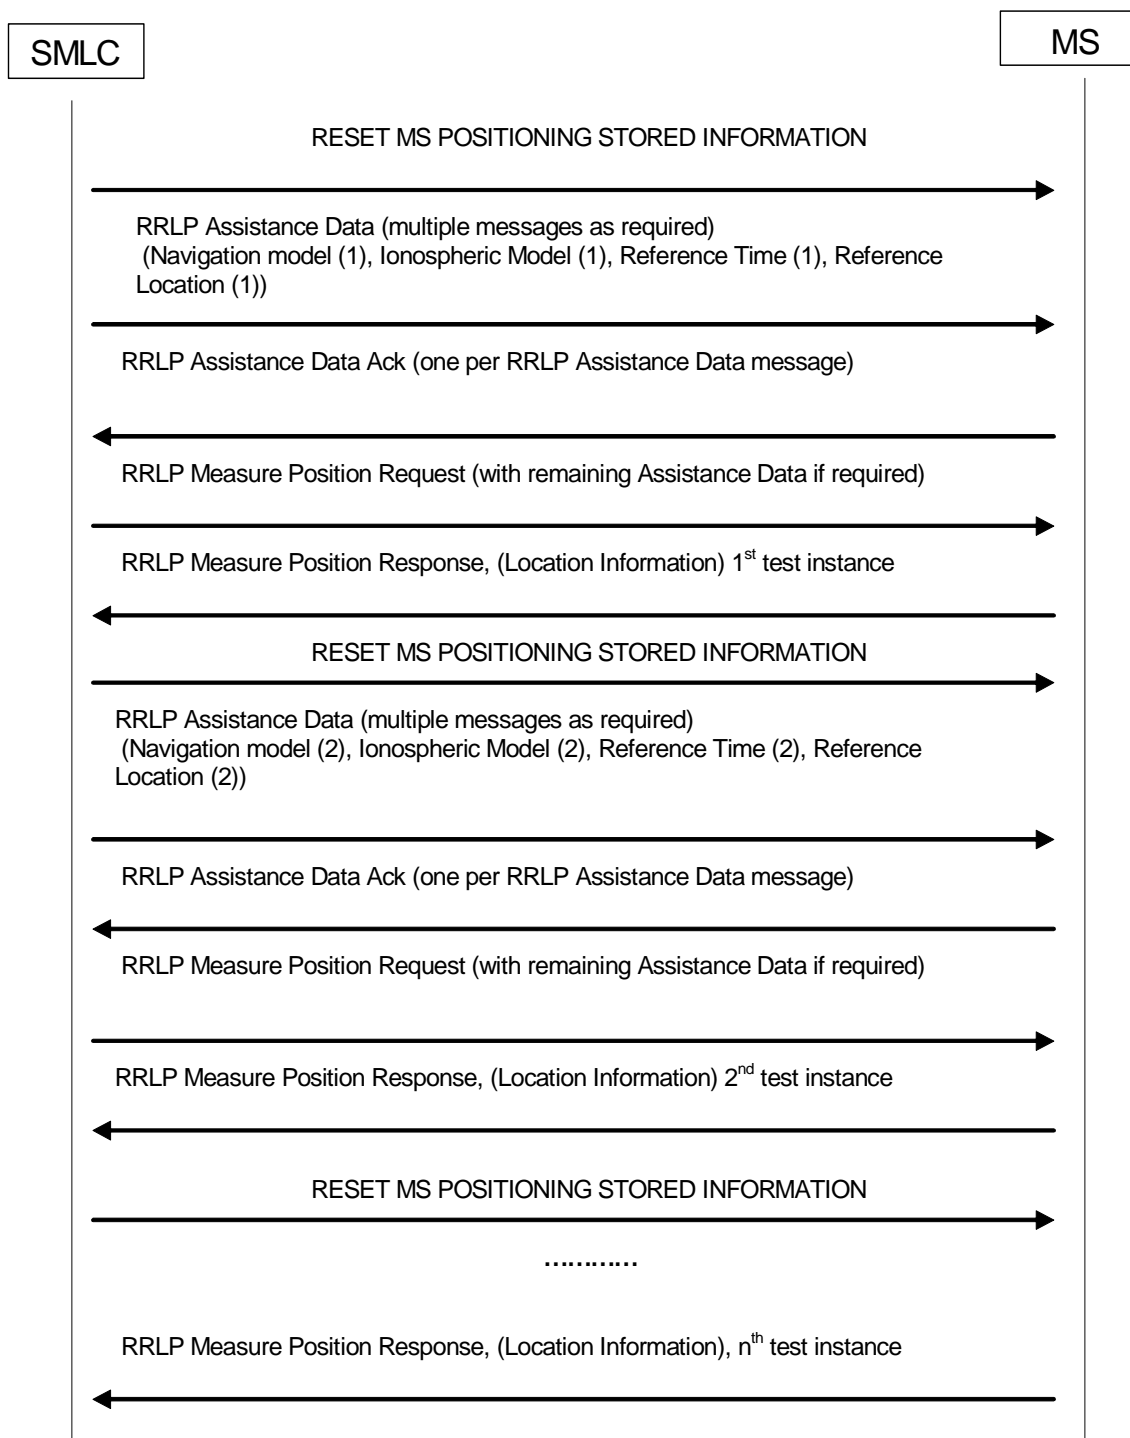 SMLC
MS
RESET MS POSITIONING STORED INFORMATION
RRLP Assistance Data (multiple messages as required)
(Navigation model (1), Ionospheric Model (1), Reference Time (1), Reference
Location (1))
RRLP Assistance Data Ack (one per RRLP Assistance Data message)
RRLP Measure Position Request (with remaining Assistance Data if required)
RRLP Measure Position Response, (Location Information) 1st test instance
RESET MS POSITIONING STORED INFORMATION
RRLP Assistance Data (multiple messages as required)
(Navigation model (2), Ionospheric Model (2), Reference Time (2), Reference
Location (2))
RRLP Assistance Data Ack (one per RRLP Assistance Data message)
RRLP Measure Position Request (with remaining Assistance Data if required)
RRLP Measure Position Response, (Location Information) 2nd test instance
RESET MS POSITIONING STORED INFORMATION
…………
RRLP Measure Position Response, (Location Information), nth test instance